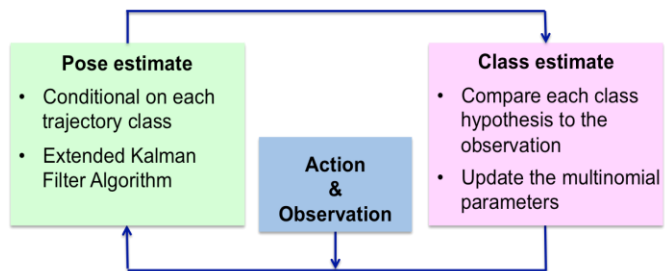 Pose estimate
• Conditional on each
trajectory class
• Extended Kalman
Filter Algorithm
Action
&
Observation
Class estimate
• Compare each class
hypothesis to the
observation
• Update the multinomial
parameters